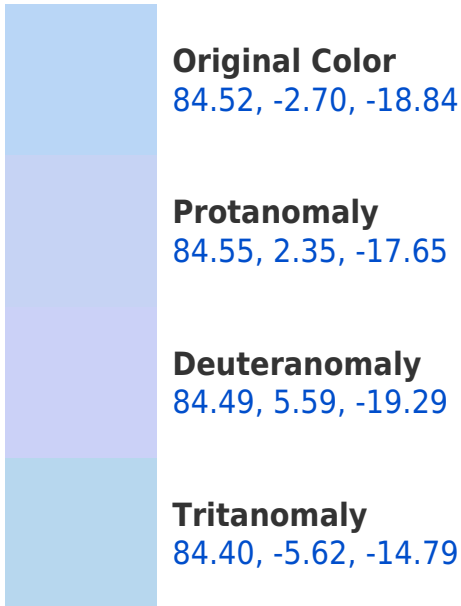 Original Color
84.52, -2.70, -18.84
Protanomaly
84.55, 2.35, -17.65
Deuteranomaly
84.49, 5.59, -19.29
Tritanomaly
84.40, -5.62, -14.79